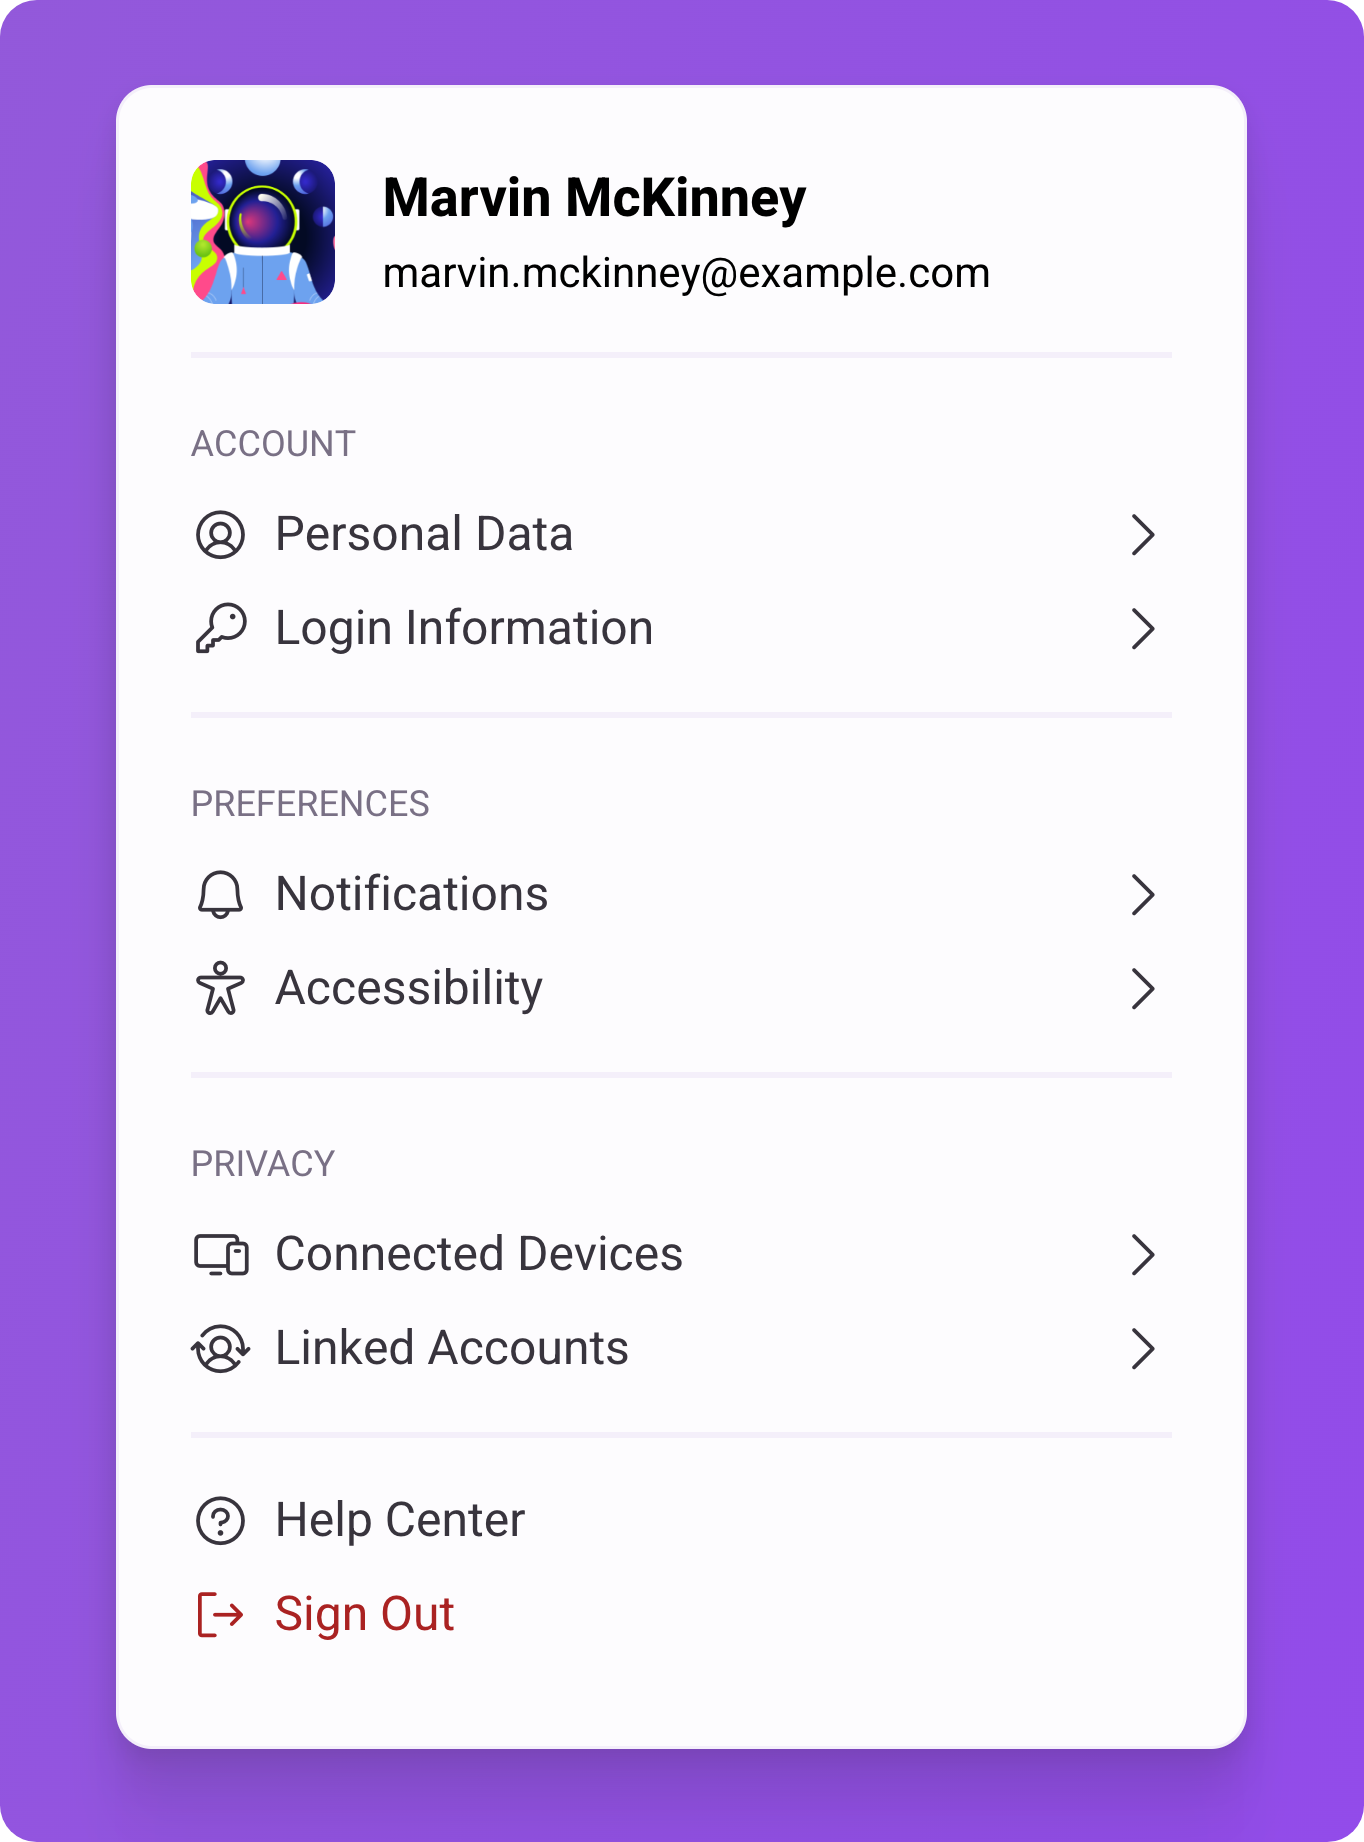 Marvin McKinney
marvin.mckinney@example.com
ACCOUNT
Personal Data
Login Information
PREFERENCES
Notifications
Accessibility
PRIVACY
Connected Devices
Linked Accounts
Help Center
Sign Out